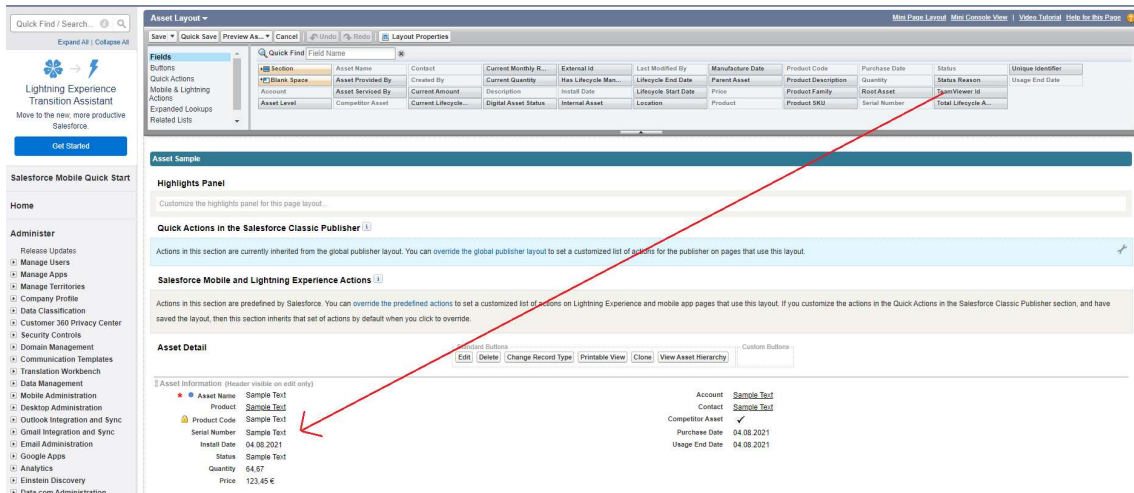 Quick Find / Search...
Expand All | Collapse All
Lightning Experience
Transition Assistant
Move to the new, more productive
Salesforce.
Get Started
Salesforce Mobile Quick Start
Home
Administer
Release Updates
Manage Users
Manage Apps
Manage Territories
Company Profile
Data Classification
Customer 360 Privacy Center
Security Controls
Domain Management
Communication Templates
Translation Workbench
Data Management
Mobile Administration
Desktop Administration
Outlook Integration and Sync
Gmail Integration and Sync
Email Administration
Google Apps
Analytics
Einstein Discovery
Data.com Administration
Asset Layout
Mini Page Layout Mini Console View | Video Tutorial Help for this Page
Save Quick Save Preview As... Cancel Undo Redo Layout Properties
Fields
Buttons
Quick Actions
Mobile & Lightning
Actions
Expanded Lookups
Related Lists
Quick Find Field Name
Section Asset Name Contact Current Monthly R... External Id Last Modified By Manufacture Date Product Code Purchase Date Status Unique Identifier
Blank Space Asset Provided By Created By Current Quantity Has Lifecycle Man... Lifecycle End Date Parent Asset Product Description Quantity Status Reason Usage End Date
Account Asset Serviced By Current Amount Description Install Date Lifecycle Start Date Price Product Family Root Asset TeamViewer Id
Asset Level Competitor Asset Current Lifecycle... Digital Asset Status Internal Asset Location Product Product SKU Serial Number Total Lifecycle A...
Asset Sample
Highlights Panel
Customize the highlights panel for this page layout...
Quick Actions in the Salesforce Classic Publisher
Actions in this section are currently inherited from the global publisher layout. You can override the global publisher layout to set a customized list of actions for the publisher on pages that use this layout.
Salesforce Mobile and Lightning Experience Actions
Actions in this section are predefined by Salesforce. You can override the predefined actions to set a customized list of actions on Lightning Experience and mobile app pages that use this layout. If you customize the actions in the Quick Actions in the Salesforce Classic Publisher section, and have
saved the layout, then this section inherits that set of actions by default when you click to override.
Asset Detail
Standard Buttons
Edit Delete Change Record Type Printable View Clone View Asset Hierarchy
Custom Buttons
Asset Information (Header visible on edit only)
* Asset Name Sample Text
Product Sample Text
Product Code Sample Text
Serial Number Sample Text
Install Date 04.08.2021
Status Sample Text
Quantity 64,67
Price 123,45 €
Account Sample Text
Contact Sample Text
Competitor Asset ✓
Purchase Date 04.08.2021
Usage End Date 04.08.2021